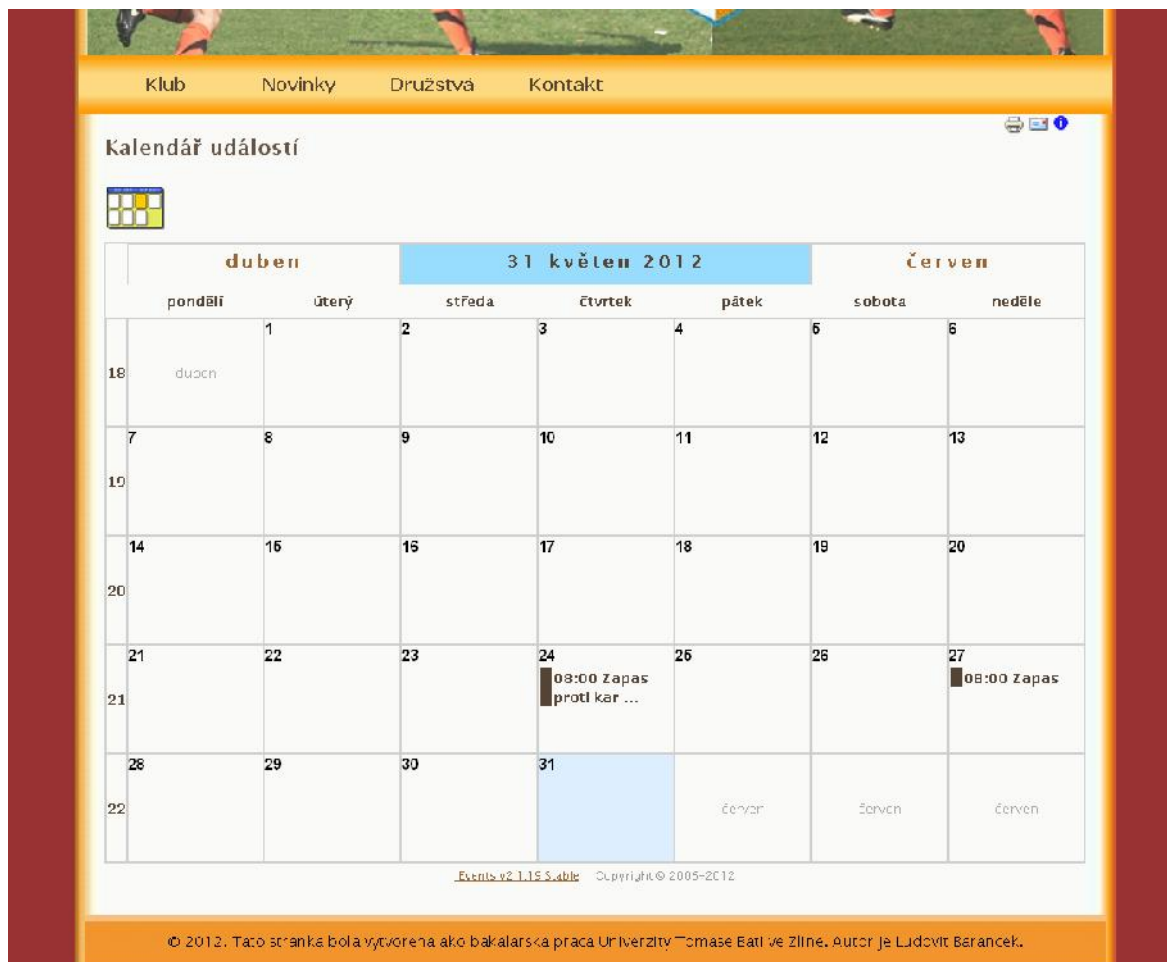 Klub Novinky Družstvá Kontakt
Kalendář událostí
duben 31 květen 2012 červen
pondělí úterý středa čtvrtek pátek sobota neděle
18 duben 1 2 3 4 5 6
19 7 8 9 10 11 12 13
20 14 15 16 17 18 19 20
21 21 22 23 24 25 26 27
08:00 Zapas 08:00 Zapas
proti kar ...
22 28 29 30 31 červen červen červen
Events v2.1.15 Stable Copyright © 2005-2012
© 2012. Tato stranka bola vytvorena ako bakalarska praca Univerzity Tomase Bati ve Zline. Autor je Ludovit Barancek.